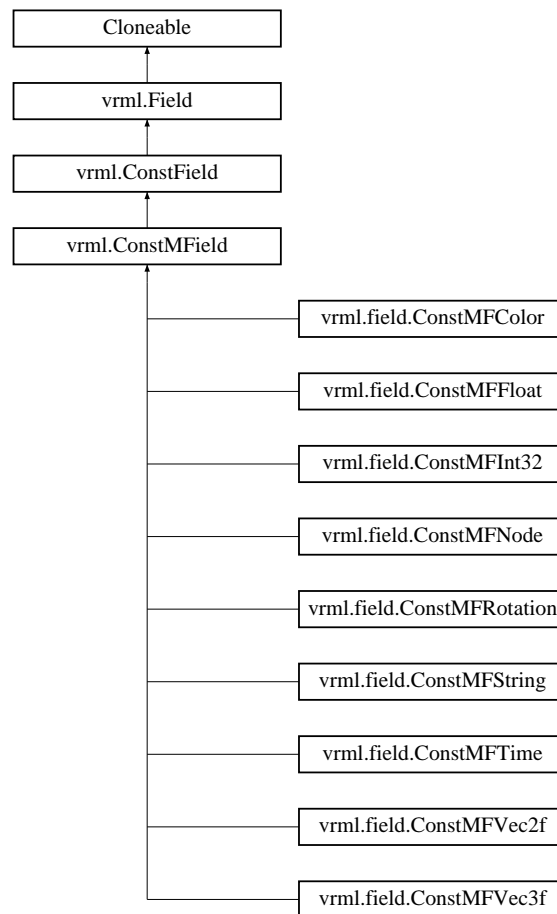 Cloneable
vrml.Field
vrml.ConstField
vrml.ConstMField
vrml.field.ConstMFColor
vrml.field.ConstMFFloat
vrml.field.ConstMFInt32
vrml.field.ConstMFNode
vrml.field.ConstMFRotation
vrml.field.ConstMFString
vrml.field.ConstMFTime
vrml.field.ConstMFVec2f
vrml.field.ConstMFVec3f